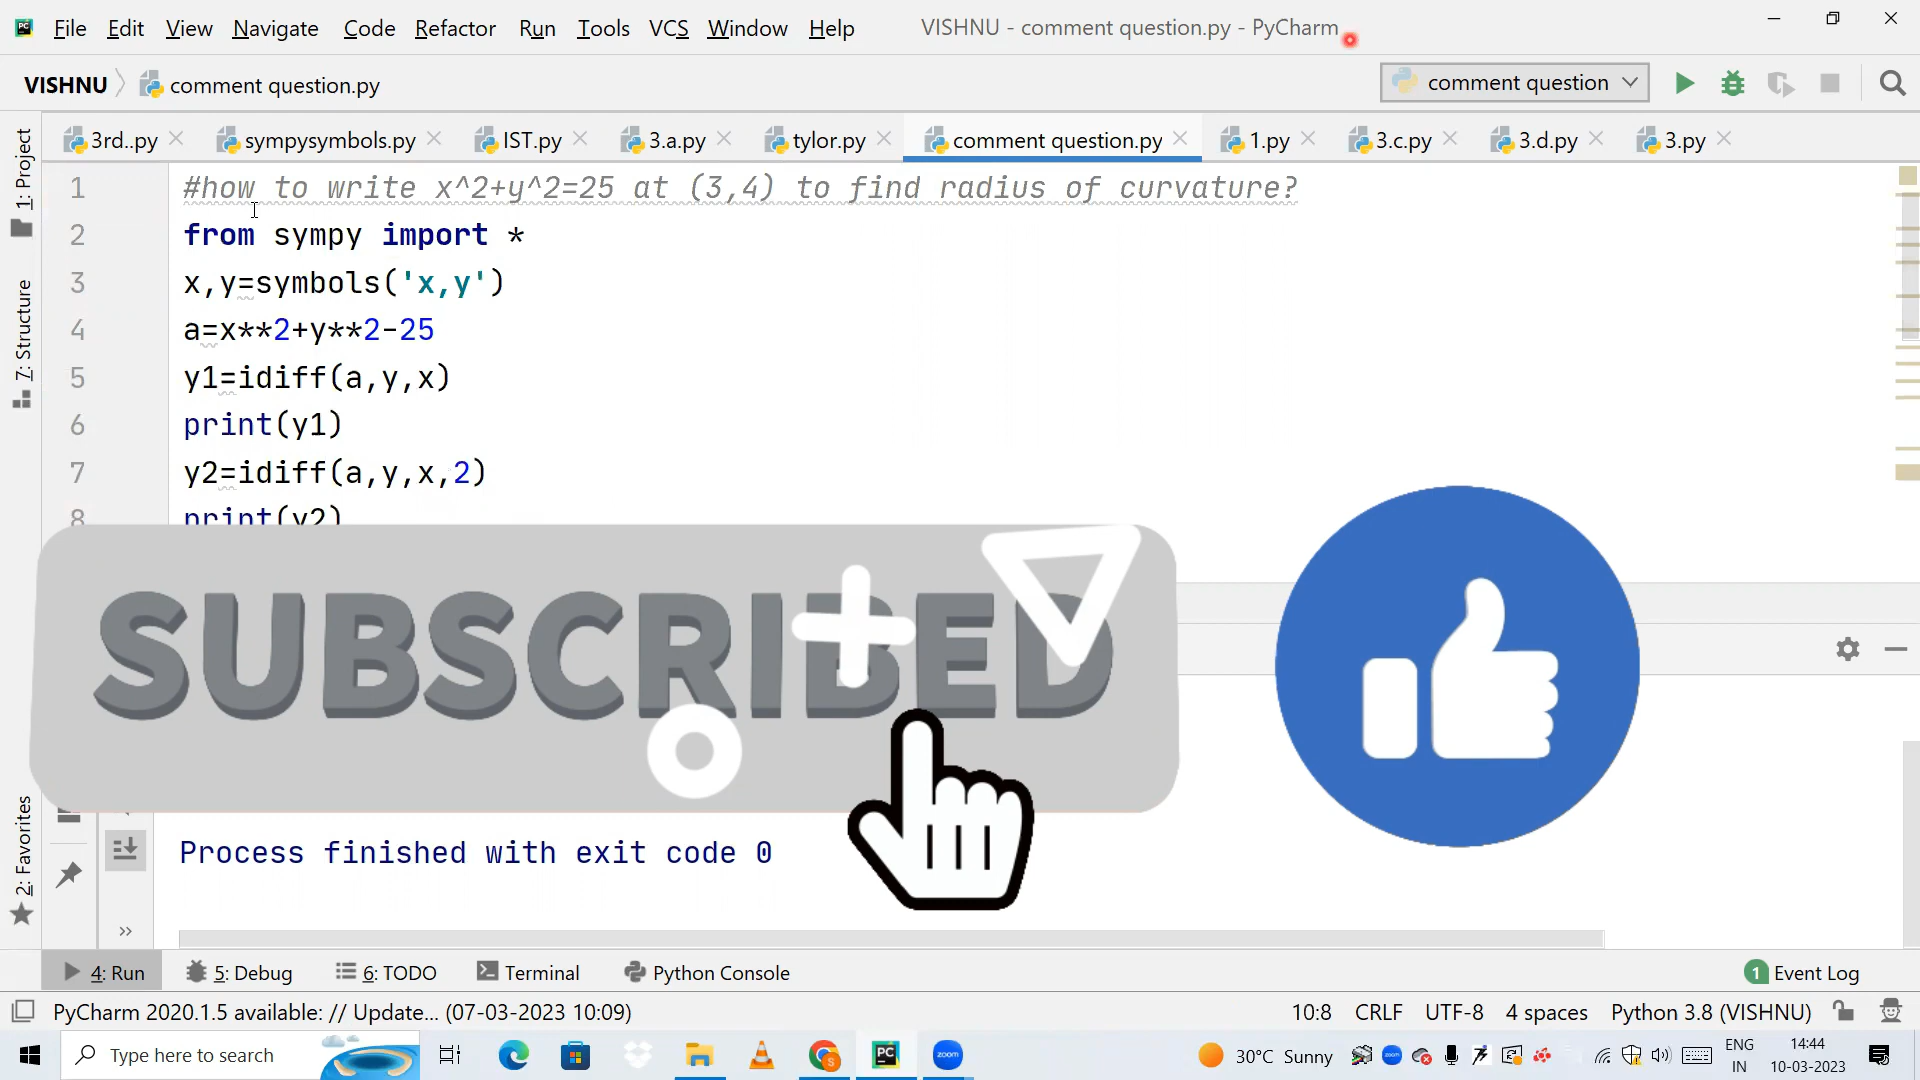 File Edit View Navigate Code Refactor Run Tools VCS Window Help VISHNU - comment question.py - PyCharm
VISHNU comment question.py comment question
3rd..py sympysymbols.py IST.py 3.a.py tylor.py comment question.py 1.py 3.c.py 3.d.py 3.py
1: Project
7: Structure
2: Favorites
1 #how to write x^2+y^2=25 at (3,4) to find radius of curvature?
2 from sympy import *
3 x,y=symbols('x,y')
4 a=x**2+y**2-25
5 y1=idiff(a,y,x)
6 print(y1)
7 y2=idiff(a,y,x,2)
8 print(y2)
SUBSCRIBED
Process finished with exit code 0
4: Run 5: Debug 6: TODO Terminal Python Console 1 Event Log
PyCharm 2020.1.5 available: // Update... (07-03-2023 10:09) 10:8 CRLF UTF-8 4 spaces Python 3.8 (VISHNU)
Type here to search PC zoom 30°C Sunny zoom ENG IN 14:44 10-03-2023